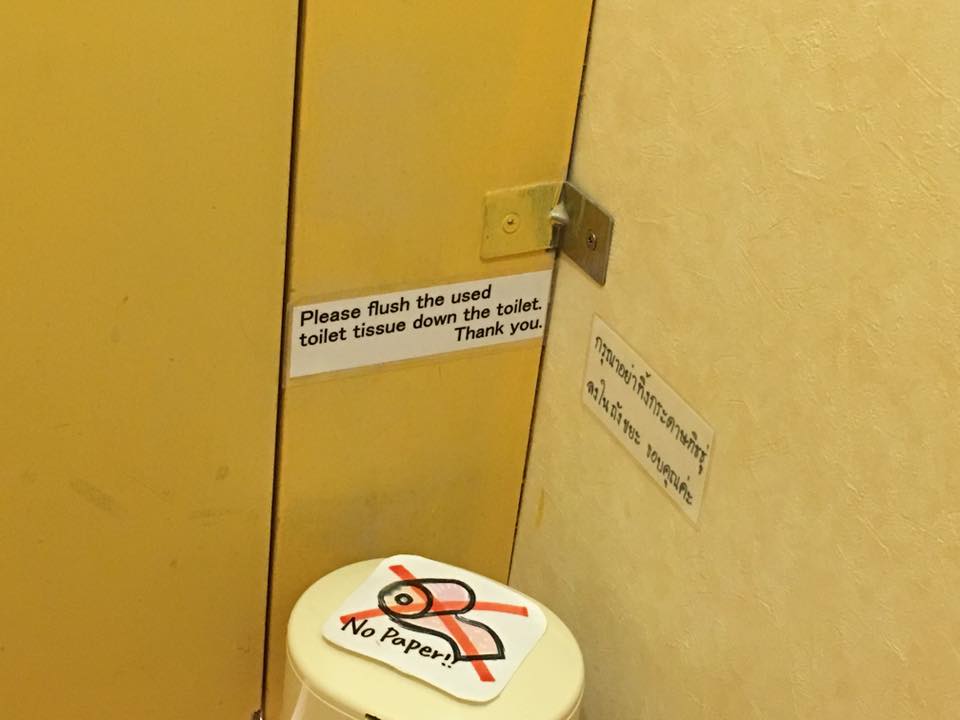 Please flush the used
toilet tissue down the toilet.
Thank you.
กรุณาอย่าทิ้งกระดาษทิชชู่
ลงในถังขยะ ขอบคุณค่ะ
No Paper!!